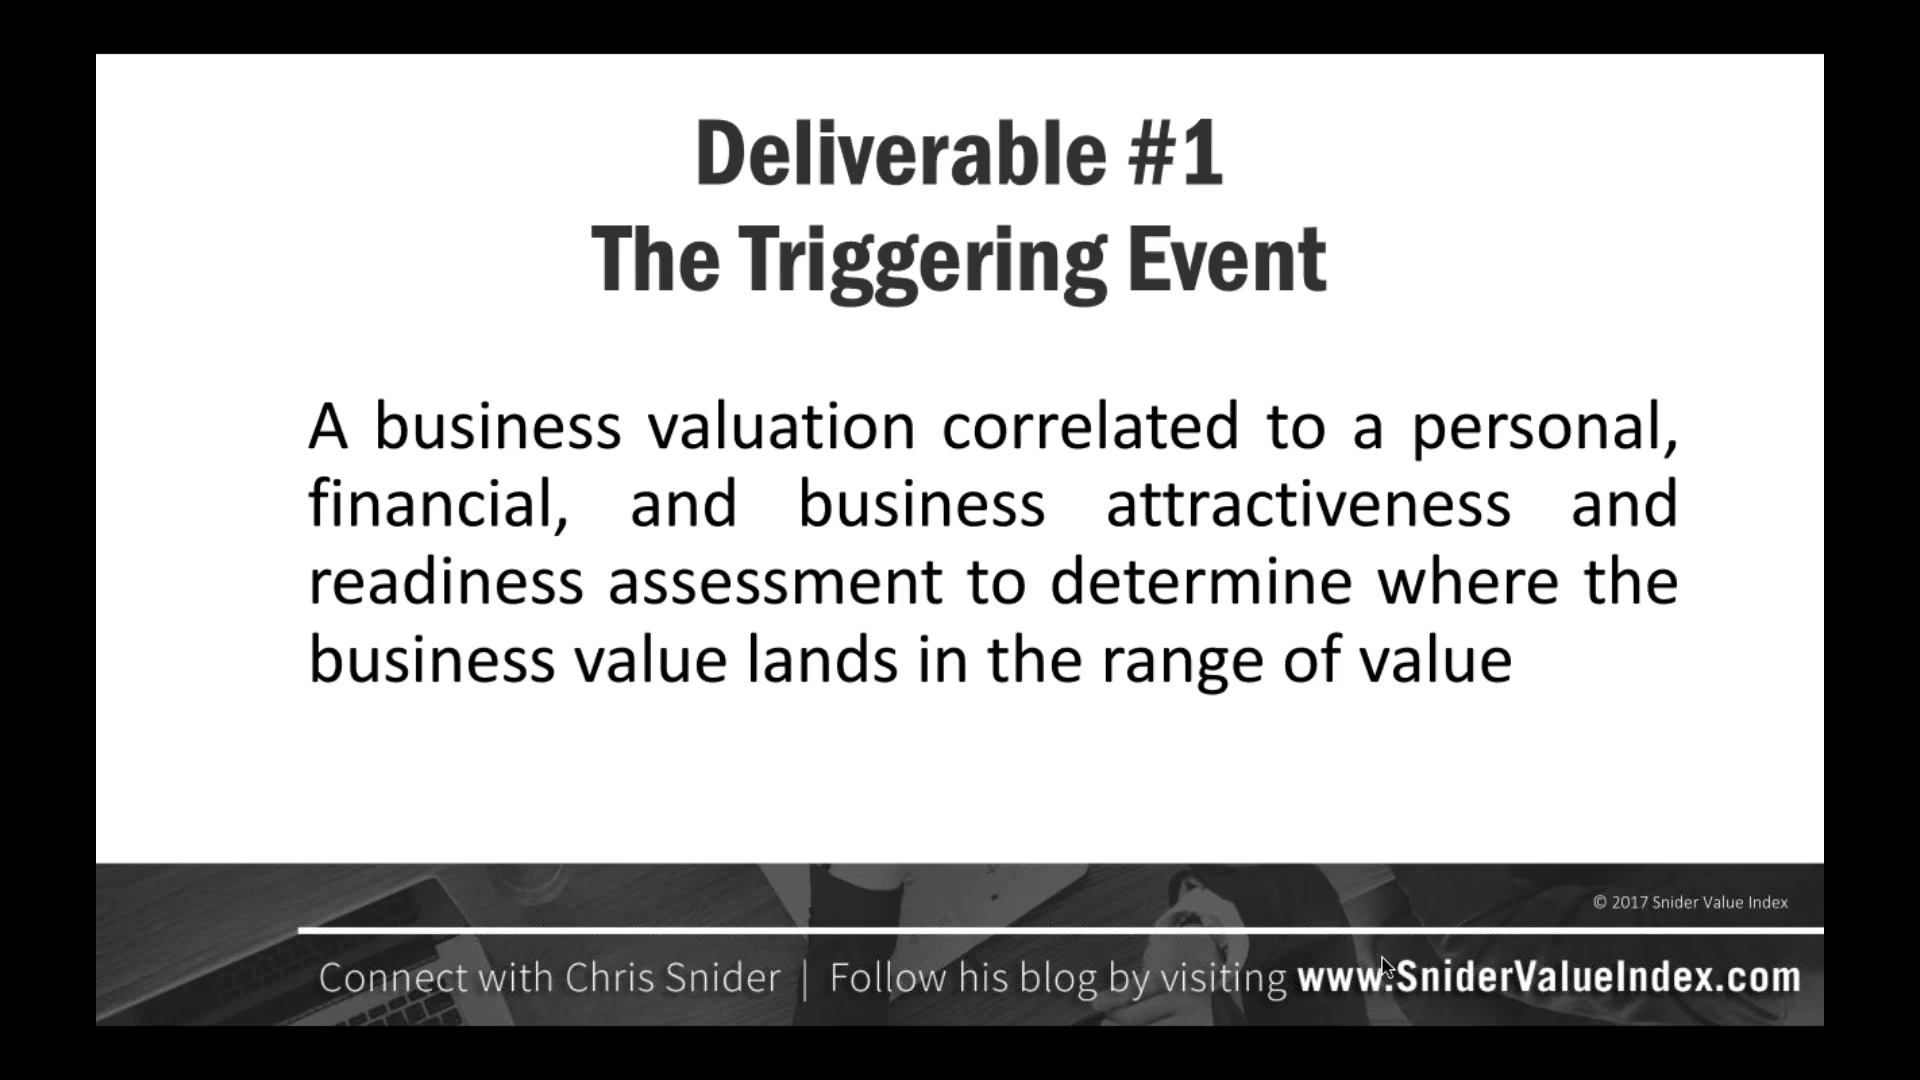 Deliverable #1
The Triggering Event
A business valuation correlated to a personal,
financial, and business attractiveness and
readiness assessment to determine where the
business value lands in the range of value
© 2017 Snider Value Index
Connect with Chris Snider | Follow his blog by visiting www.SniderValueIndex.com